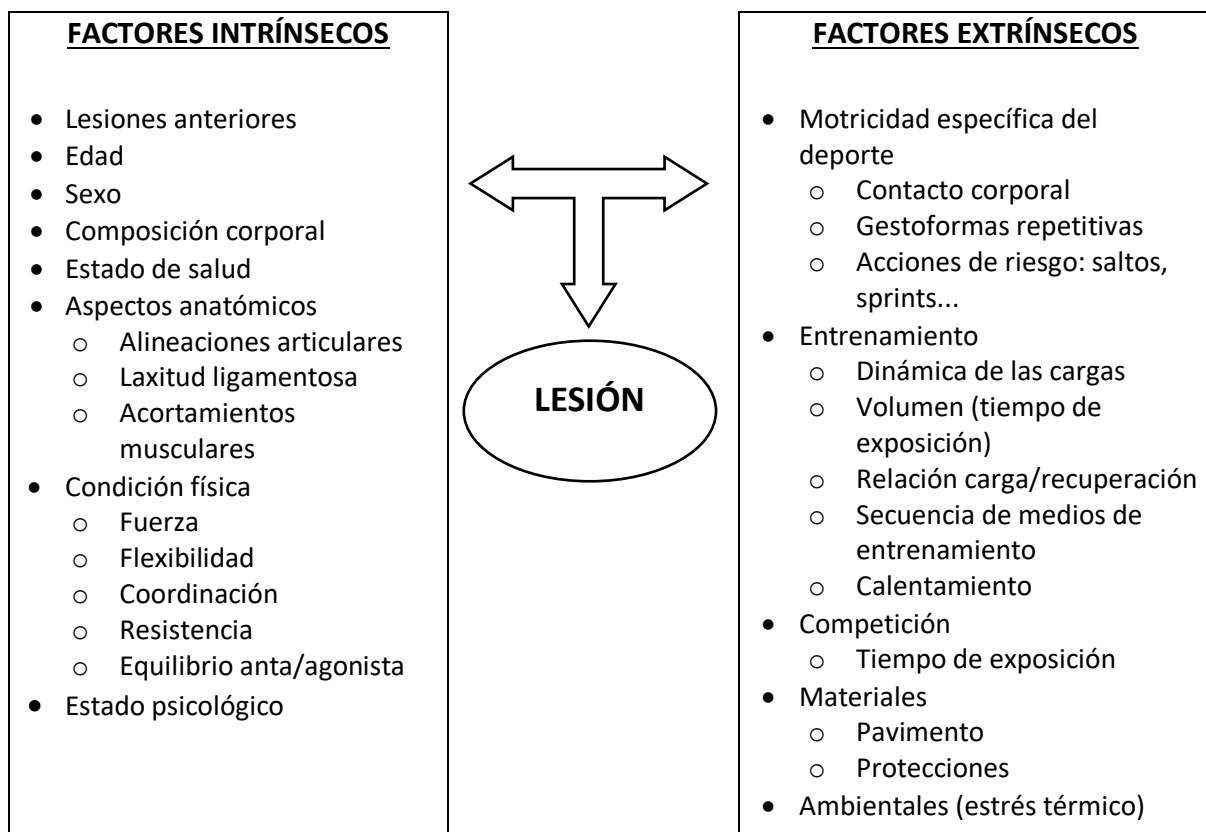 FACTORES INTRÍNSECOS
• Lesiones anteriores
• Edad
• Sexo
• Composición corporal
• Estado de salud
• Aspectos anatómicos
o Alineaciones articulares
o Laxitud ligamentosa
o Acortamientos
musculares
• Condición física
o Fuerza
o Flexibilidad
o Coordinación
o Resistencia
o Equilibrio anta/agonista
• Estado psicológico
LESIÓN
FACTORES EXTRÍNSECOS
• Motricidad específica del
deporte
o Contacto corporal
o Gestoformas repetitivas
o Acciones de riesgo: saltos,
sprints...
• Entrenamiento
o Dinámica de las cargas
o Volumen (tiempo de
exposición)
o Relación carga/recuperación
o Secuencia de medios de
entrenamiento
o Calentamiento
• Competición
o Tiempo de exposición
• Materiales
o Pavimento
o Protecciones
• Ambientales (estrés térmico)